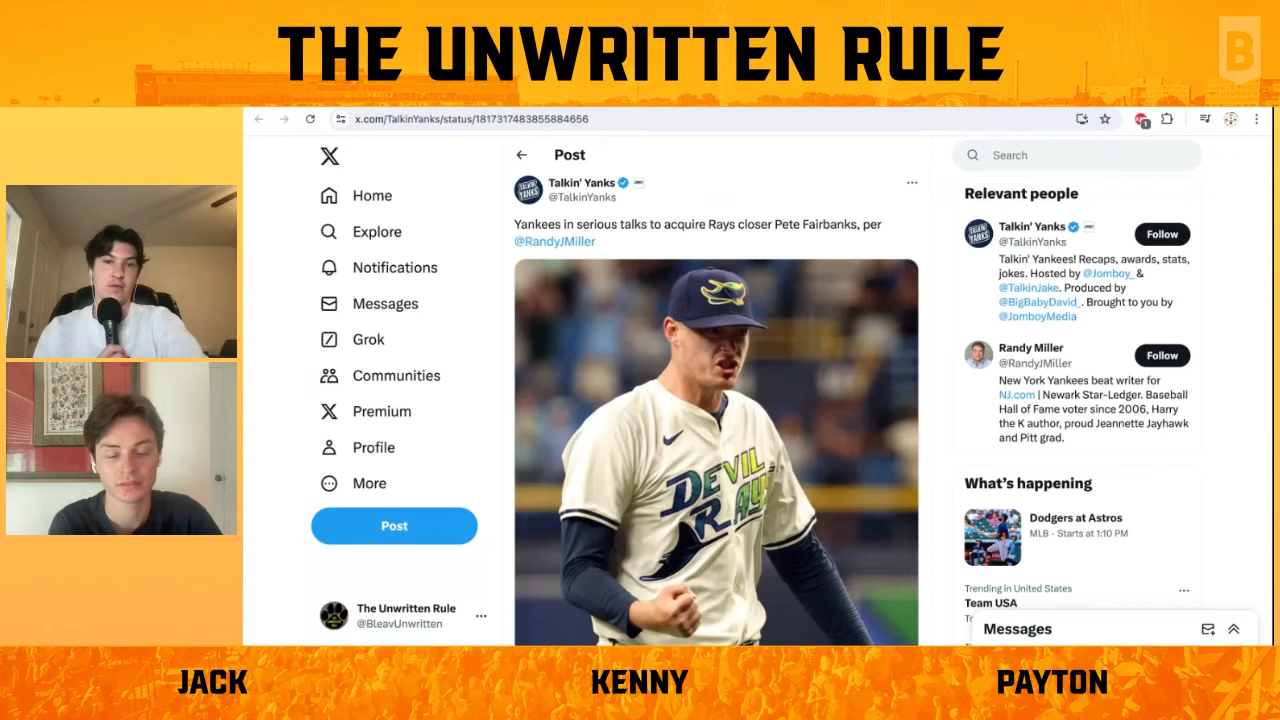 THE UNWRITTEN RULE
B
x.com/TalkinYanks/status/1817317483855884656
1
Home
Explore
Notifications
Messages
Grok
Communities
Premium
Profile
More
Post
The Unwritten Rule
@BleavUnwritten
Post
Talkin' Yanks
@TalkinYanks
Yankees in serious talks to acquire Rays closer Pete Fairbanks, per
@RandyJMiller
DEVIL
RAYS
Search
Relevant people
Talkin' Yanks
@TalkinYanks
Follow
Talkin' Yankees! Recaps, awards, stats,
jokes. Hosted by @Jomboy_ &
@TalkinJake. Produced by
@BigBabyDavid_. Brought to you by
@JomboyMedia
Randy Miller
@RandyJMiller
Follow
New York Yankees beat writer for
NJ.com | Newark Star-Ledger. Baseball
Hall of Fame voter since 2006, Harry
the K author, proud Jeannette Jayhawk
and Pitt grad.
What's happening
Dodgers at Astros
MLB · Starts at 1:10 PM
Trending in United States
Team USA
Messages
JACK
KENNY
PAYTON